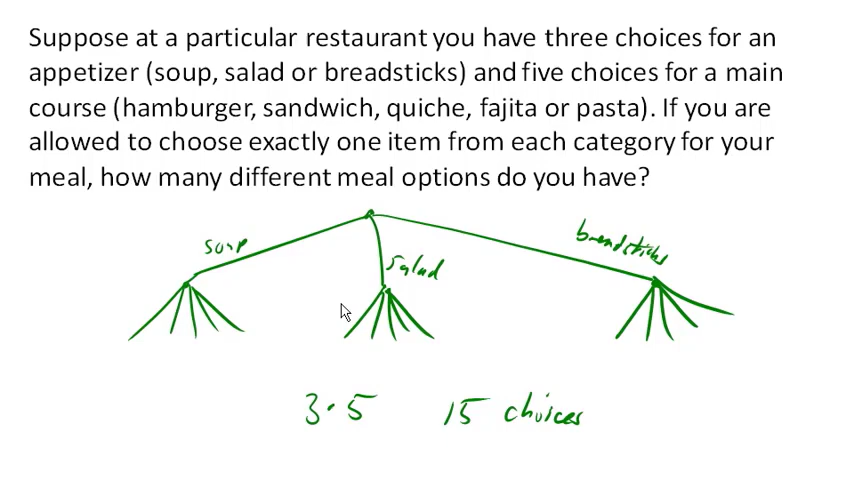 Suppose at a particular restaurant you have three choices for an
appetizer (soup, salad or breadsticks) and five choices for a main
course (hamburger, sandwich, quiche, fajita or pasta). If you are
allowed to choose exactly one item from each category for your
meal, how many different meal options do you have?
soup
salad
breadsticks
3·5
15 choices